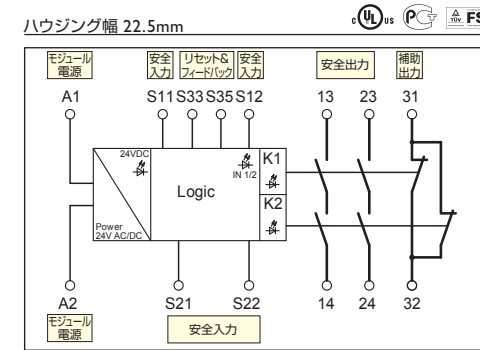 ハウジング幅 22.5mm
c UL us PG TÜV FS
モジュール 電源
安全 入力
リセット& フィードバック
安全 入力
安全出力
補助 出力
A1 S11 S33 S35 S12 13 23 31
24VDC
IN 1/2
K1
Logic
K2
Power
24V AC/DC
A2 S21 S22 14 24 32
モジュール 電源
安全入力